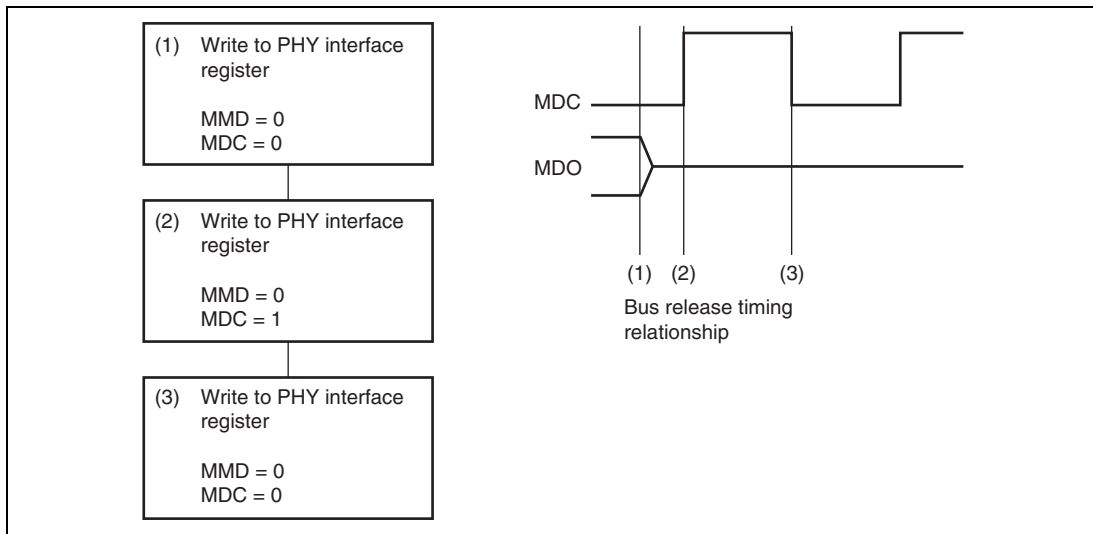 (1) Write to PHY interface
register
MMD = 0
MDC = 0
(2) Write to PHY interface
register
MMD = 0
MDC = 1
(3) Write to PHY interface
register
MMD = 0
MDC = 0
MDC
MDO
(1) (2) (3)
Bus release timing
relationship